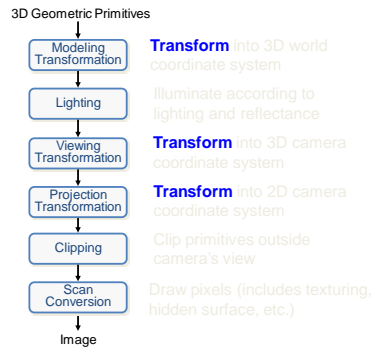 3D Geometric Primitives
Modeling
Transformation
Transform into 3D world
coordinate system
Lighting
Illuminate according to
lighting and reflectance
Viewing
Transformation
Transform into 3D camera
coordinate system
Projection
Transformation
Transform into 2D camera
coordinate system
Clipping
Clip primitives outside
camera's view
Scan
Conversion
Draw pixels (includes texturing,
hidden surface, etc.)
Image